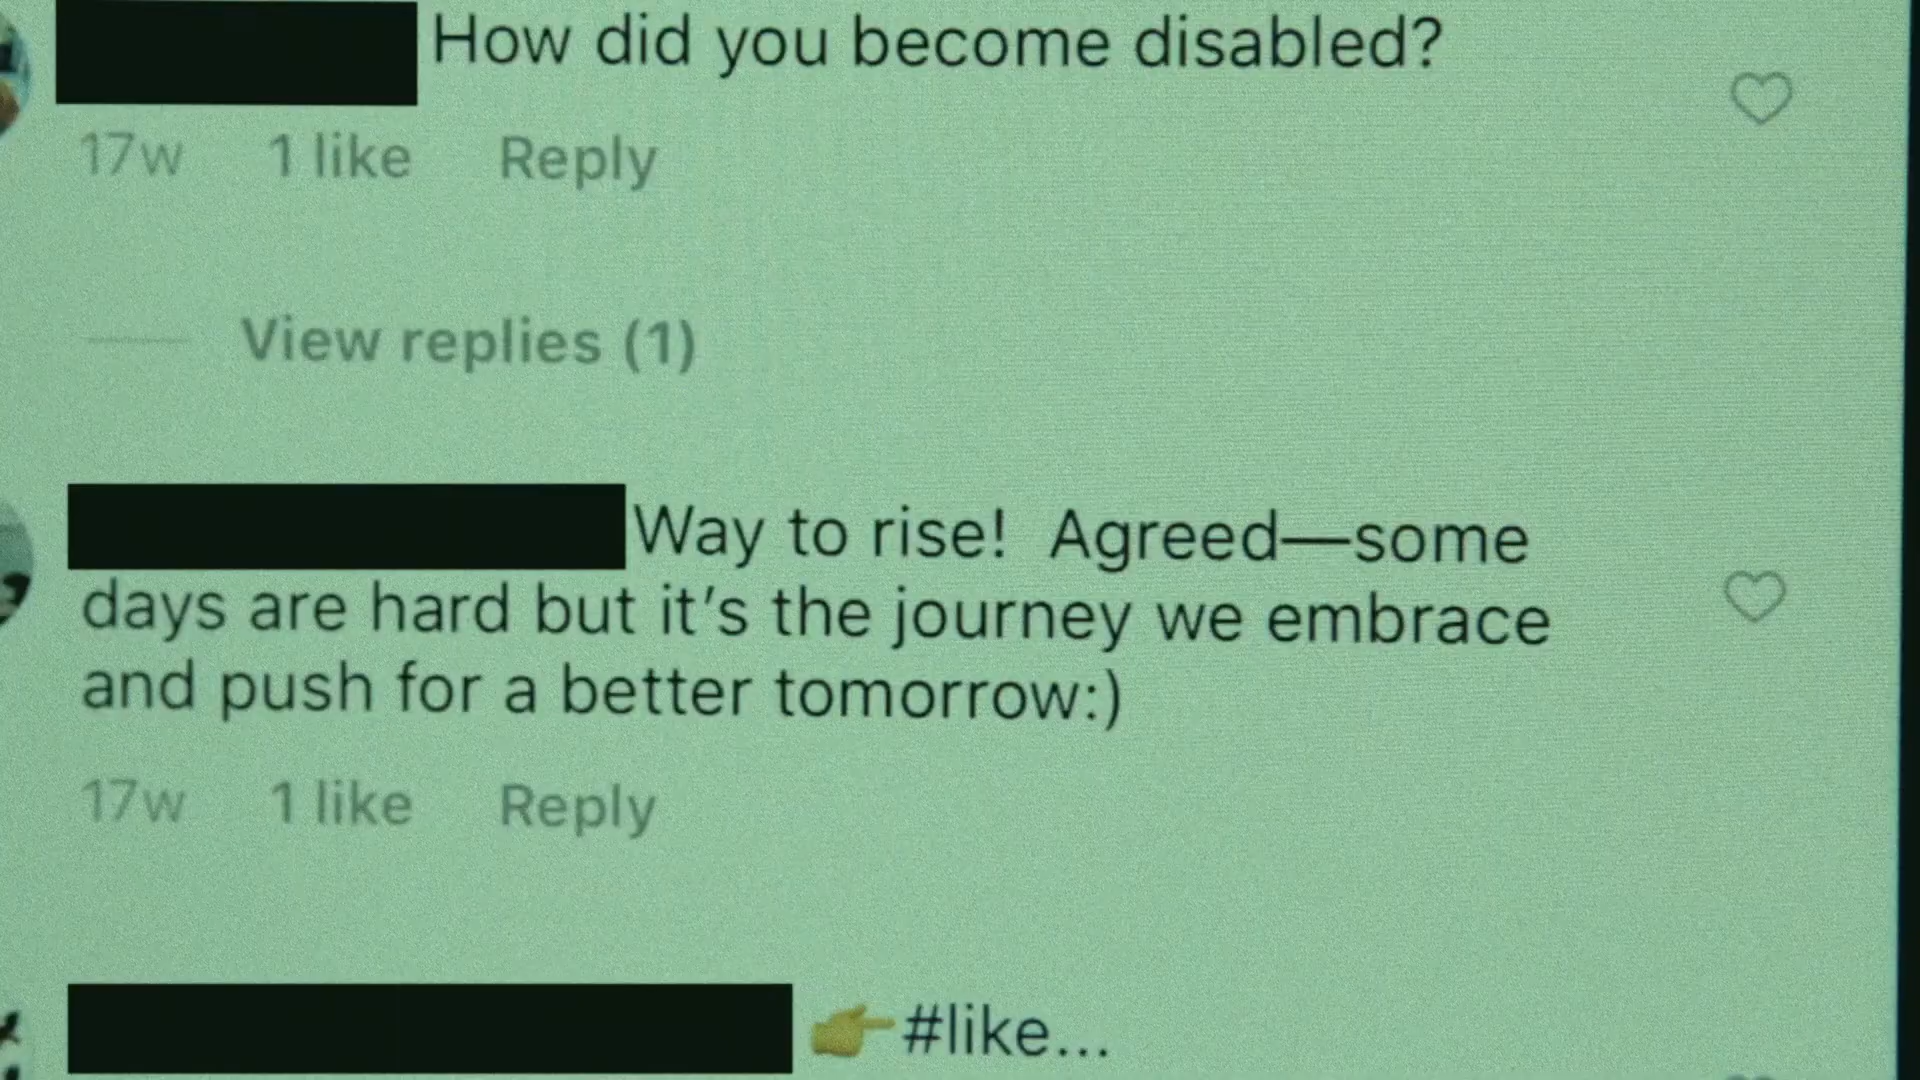 How did you become disabled?
17w 1 like Reply
View replies (1)
Way to rise! Agreed—some
days are hard but it's the journey we embrace
and push for a better tomorrow:)
17w 1 like Reply
👉#like...